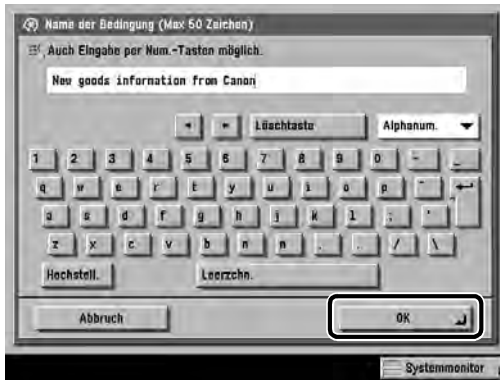 Name der Bedingung (Max 50 Zeichen)
Auch Eingabe per Num.-Tasten möglich.
New goods information from Canon
Löschtaste Alphanum.
1 2 3 4 5 6 7 8 9 0 - _
q w e r t y u i o p
a s d f g h j k l ; '
z x c v b n m , . / \
Hochstell. Leerzchn.
Abbruch OK
Systemmonitor